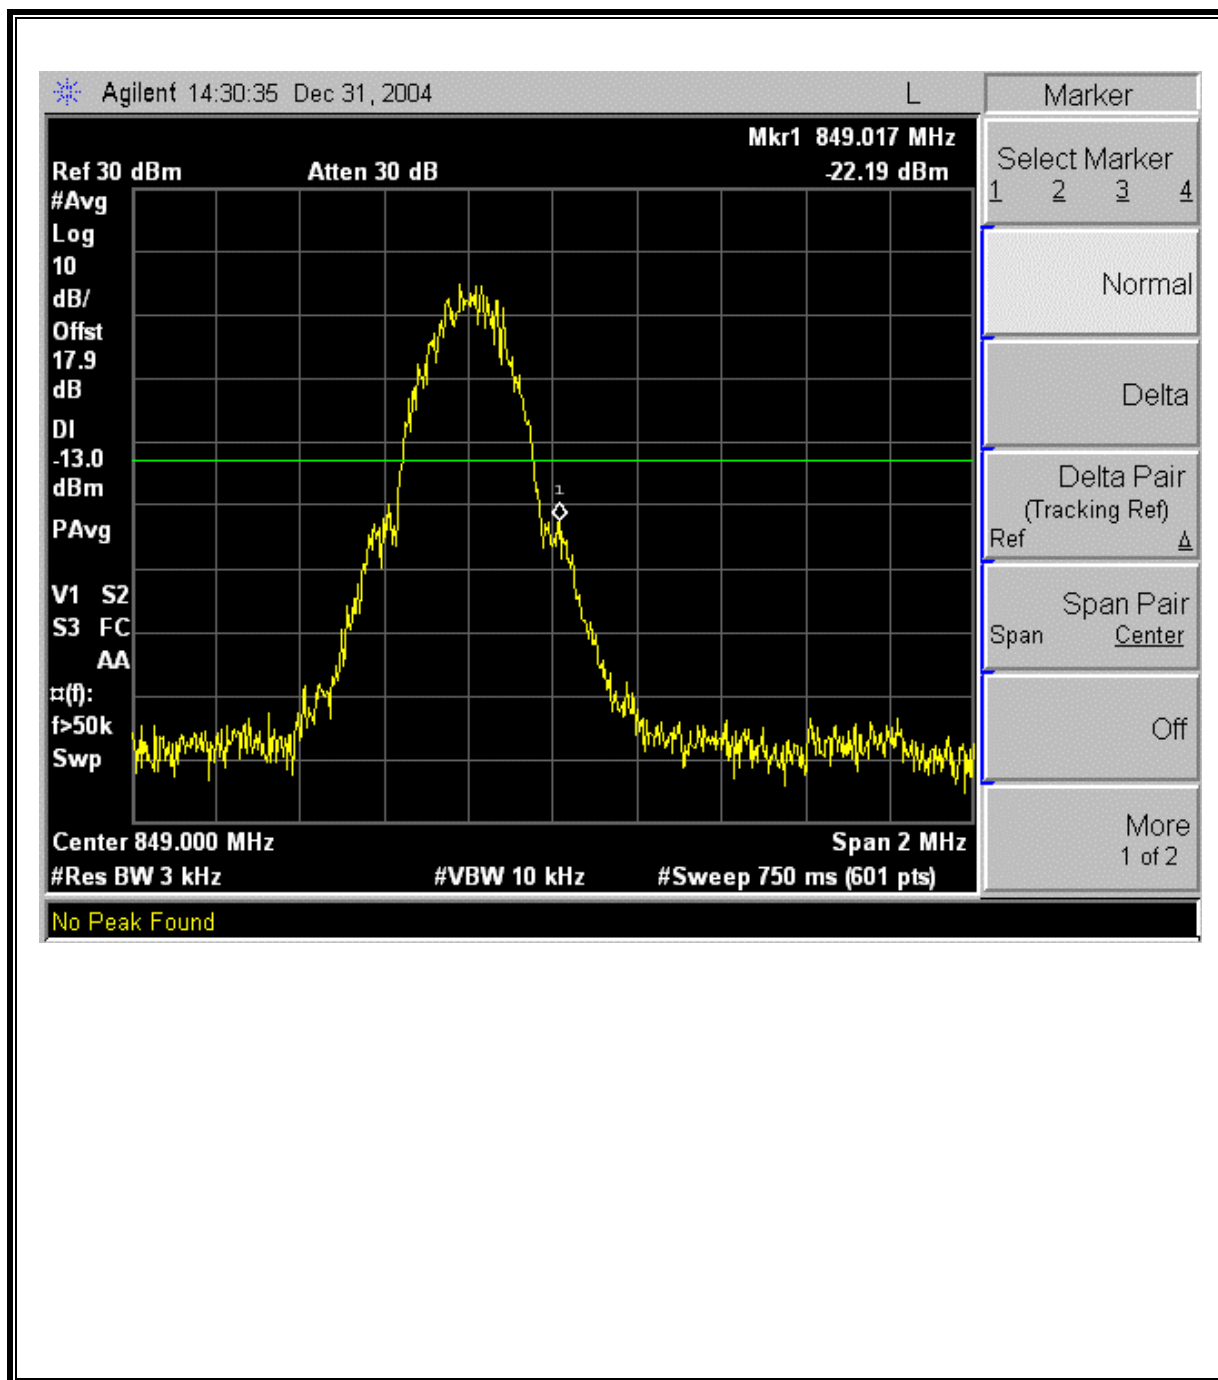 Agilent 14:30:35 Dec 31, 2004 L
Mkr1 849.017 MHz
Ref 30 dBm Atten 30 dB -22.19 dBm
#Avg
Log
10
dB/
Offst
17.9
dB
DI
-13.0
dBm
PAvg
V1 S2
S3 FC
AA
¤(f):
f>50k
Swp
1
Center 849.000 MHz Span 2 MHz
#Res BW 3 kHz #VBW 10 kHz #Sweep 750 ms (601 pts)
No Peak Found
Marker
Select Marker
1 2 3 4
Normal
Delta
Delta Pair
(Tracking Ref)
Ref Δ
Span Pair
Span Center
Off
More
1 of 2